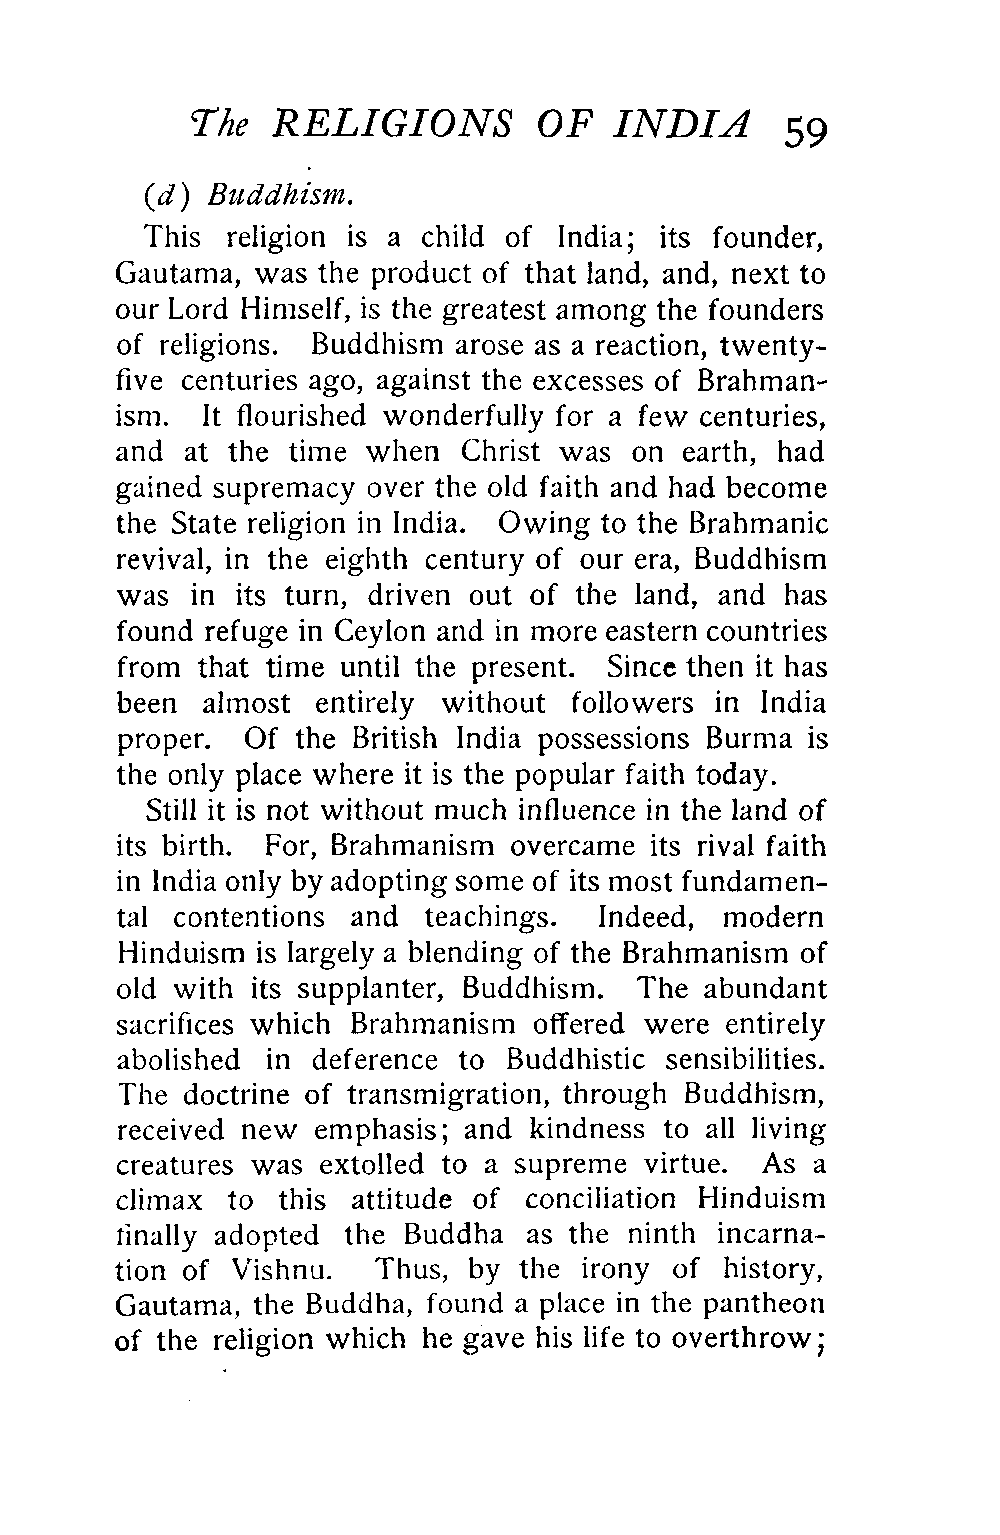 The RELIGIONS OF INDIA 59
(d) Buddhism.
This religion is a child of India; its founder,
Gautama, was the product of that land, and, next to
our Lord Himself, is the greatest among the founders
of religions. Buddhism arose as a reaction, twenty-
five centuries ago, against the excesses of Brahman-
ism. It flourished wonderfully for a few centuries,
and at the time when Christ was on earth, had
gained supremacy over the old faith and had become
the State religion in India. Owing to the Brahmanic
revival, in the eighth century of our era, Buddhism
was in its turn, driven out of the land, and has
found refuge in Ceylon and in more eastern countries
from that time until the present. Since then it has
been almost entirely without followers in India
proper. Of the British India possessions Burma is
the only place where it is the popular faith today.
Still it is not without much influence in the land of
its birth. For, Brahmanism overcame its rival faith
in India only by adopting some of its most fundamen-
tal contentions and teachings. Indeed, modern
Hinduism is largely a blending of the Brahmanism of
old with its supplanter, Buddhism. The abundant
sacrifices which Brahmanism offered were entirely
abolished in deference to Buddhistic sensibilities.
The doctrine of transmigration, through Buddhism,
received new emphasis; and kindness to all living
creatures was extolled to a supreme virtue. As a
climax to this attitude of conciliation Hinduism
finally adopted the Buddha as the ninth incarna-
tion of Vishnu. Thus, by the irony of history,
Gautama, the Buddha, found a place in the pantheon
of the religion which he gave his life to overthrow;